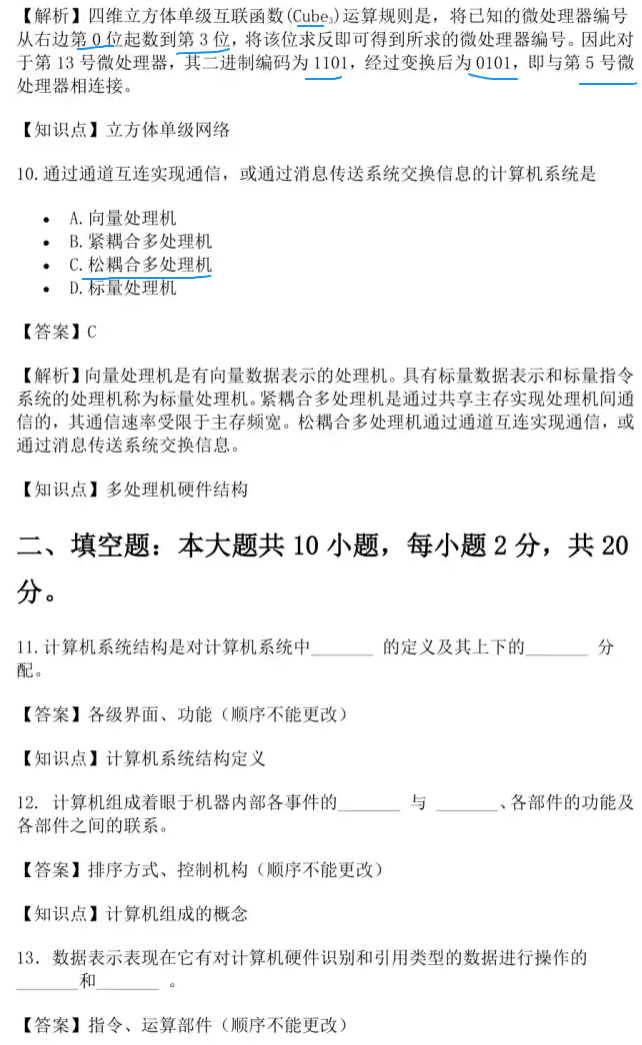 【解析】四维立方体单级互联函数(Cube₃)运算规则是，将已知的微处理器编号
从右边第 0 位起数到第 3 位，将该位求反即可得到所求的微处理器编号。因此对
于第 13 号微处理器，其二进制编码为 1101，经过变换后为 0101，即与第 5 号微
处理器相连接。
【知识点】立方体单级网络
10. 通过通道互连实现通信，或通过消息传送系统交换信息的计算机系统是
• A. 向量处理机
• B. 紧耦合多处理机
• C. 松耦合多处理机
• D. 标量处理机
【答案】C
【解析】向量处理机是有向量数据表示的处理机。具有标量数据表示和标量指令
系统的处理机称为标量处理机。紧耦合多处理机是通过共享主存实现处理机间通
信的，其通信速率受限于主存频宽。松耦合多处理机通过通道互连实现通信，或
通过消息传送系统交换信息。
【知识点】多处理机硬件结构
二、填空题：本大题共 10 小题，每小题 2 分，共 20
分。
11. 计算机系统结构是对计算机系统中_______ 的定义及其上下的_______ 分
配。
【答案】各级界面、功能（顺序不能更改）
【知识点】计算机系统结构定义
12. 计算机组成着眼于机器内部各事件的_______ 与 _______、各部件的功能及
各部件之间的联系。
【答案】排序方式、控制机构（顺序不能更改）
【知识点】计算机组成的概念
13. 数据表示表现在它有对计算机硬件识别和引用类型的数据进行操作的
_______和_______ 。
【答案】指令、运算部件（顺序不能更改）